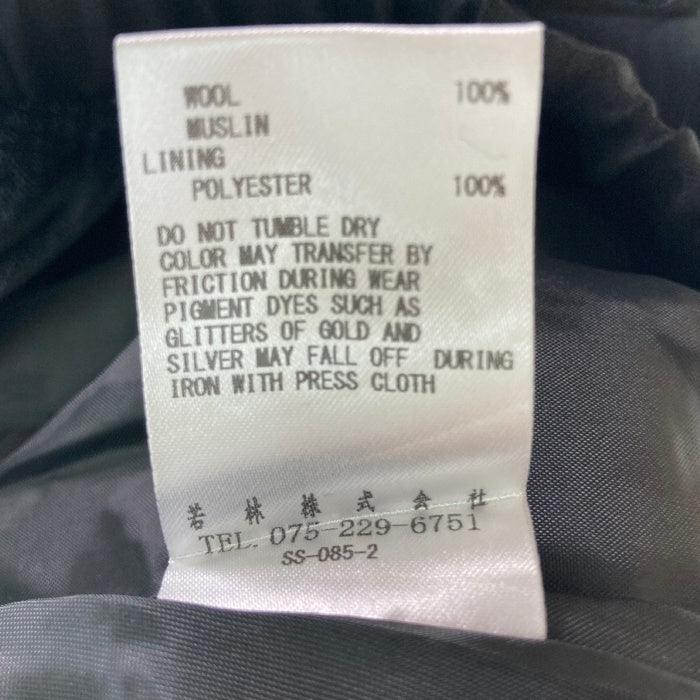 WOOL 100%
MUSLIN
LINING
POLYESTER 100%
DO NOT TUMBLE DRY
COLOR MAY TRANSFER BY
FRICTION DURING WEAR
PIGMENT DYES SUCH AS
GLITTERS OF GOLD AND
SILVER MAY FALL OFF DURING
IRON WITH PRESS CLOTH
若林株式会社
TEL. 075-229-6751
SS-085-2